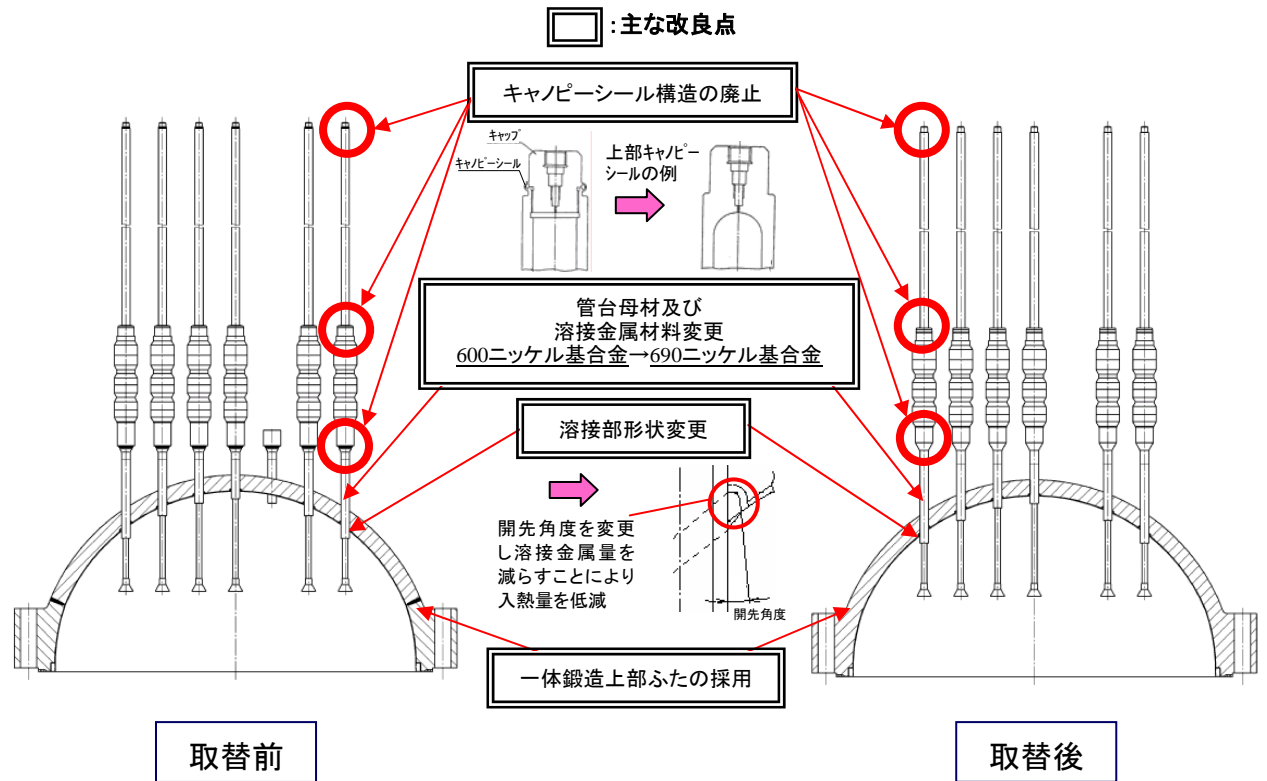 ：主な改良点
キャノピーシール構造の廃止
キャップ
キャノピーシール
上部キャノピー
シールの例
管台母材及び
溶接金属材料変更
600ニッケル基合金→690ニッケル基合金
溶接部形状変更
開先角度を変更
し溶接金属量を
減らすことにより
入熱量を低減
開先角度
一体鍛造上部ふたの採用
取替前
取替後